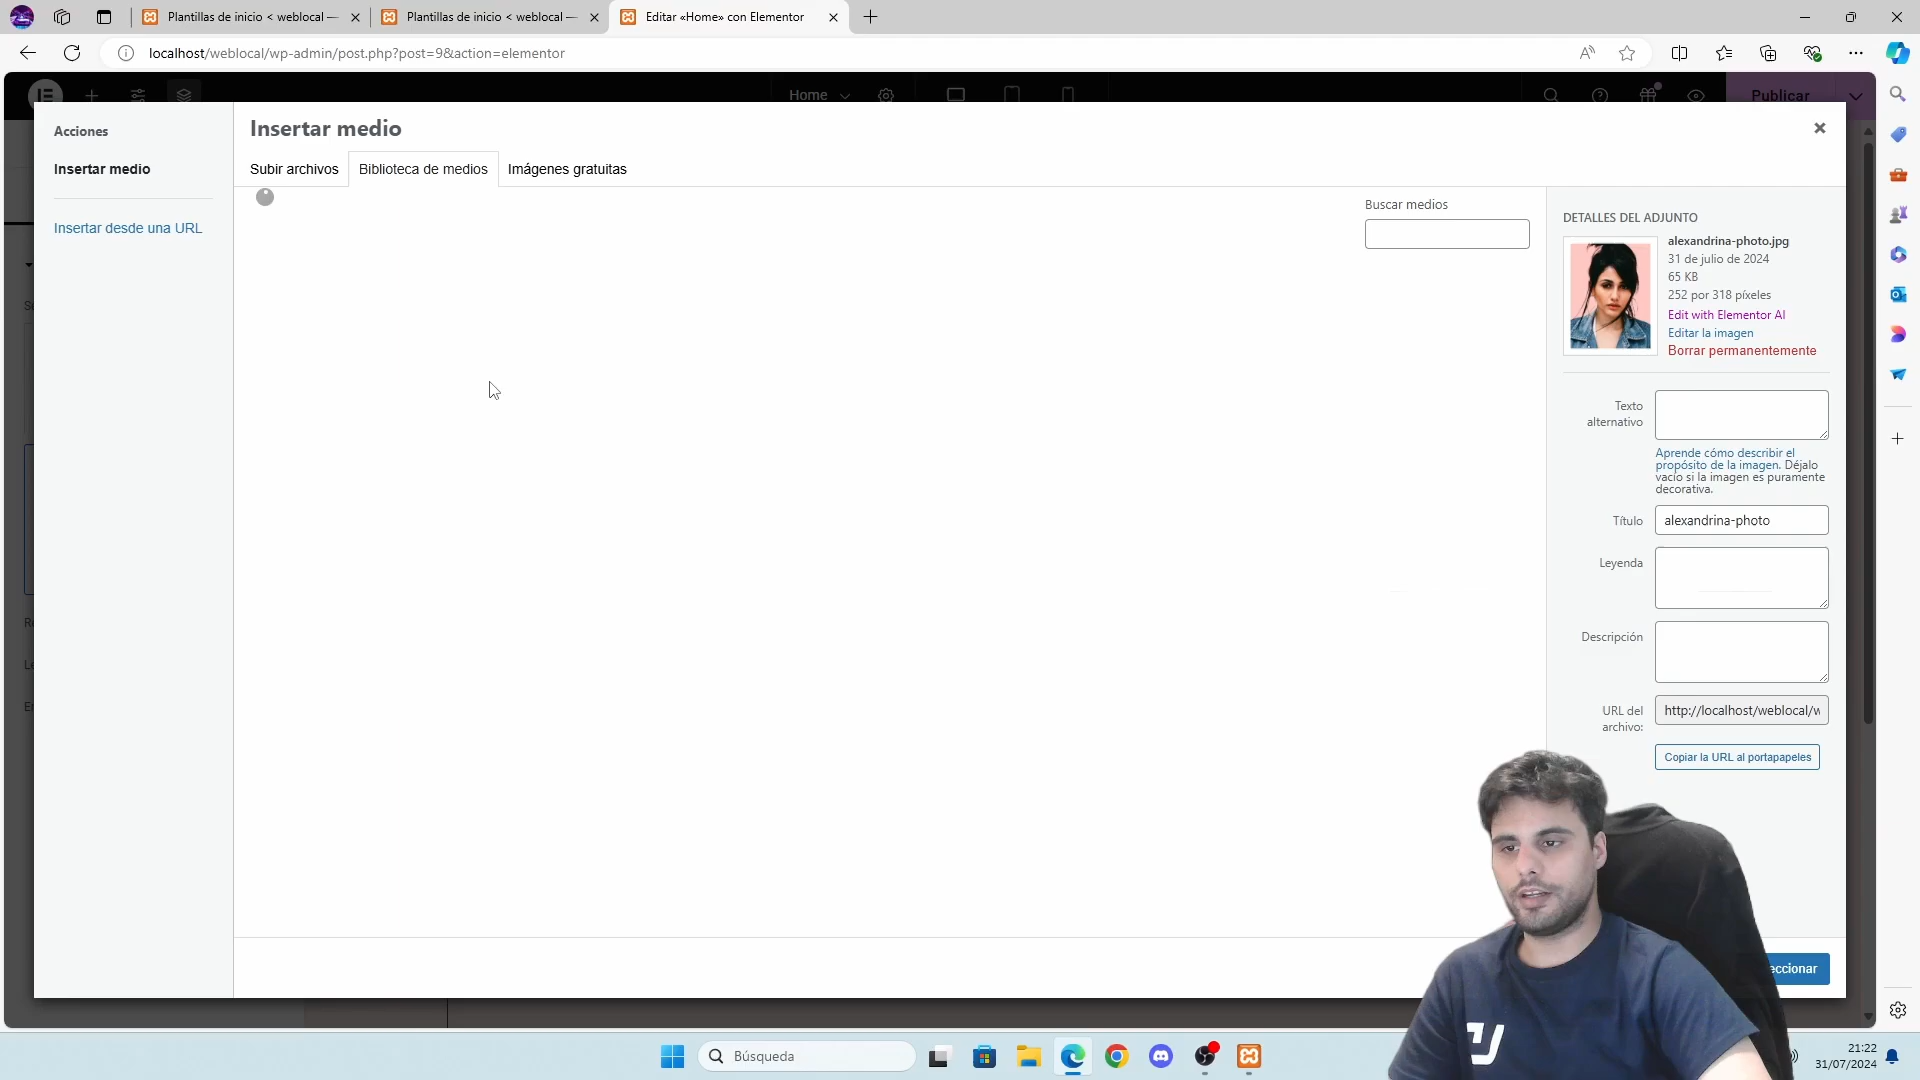 Plantillas de inicio < weblocal —
Plantillas de inicio < weblocal —
Editar «Home» con Elementor
localhost/weblocal/wp-admin/post.php?post=9&action=elementor
Home
Publicar
Acciones
Insertar medio
Insertar desde una URL
Insertar medio
Subir archivos
Biblioteca de medios
Imágenes gratuitas
Buscar medios
DETALLES DEL ADJUNTO
alexandrina-photo.jpg
31 de julio de 2024
65 KB
252 por 318 píxeles
Edit with Elementor AI
Editar la imagen
Borrar permanentemente
Texto
alternativo
Aprende cómo describir el
propósito de la imagen. Déjalo
vacío si la imagen es puramente
decorativa.
Título
alexandrina-photo
Leyenda
Descripción
URL del
archivo:
http://localhost/weblocal/w
Copiar la URL al portapapeles
eccionar
Búsqueda
21:22
31/07/2024